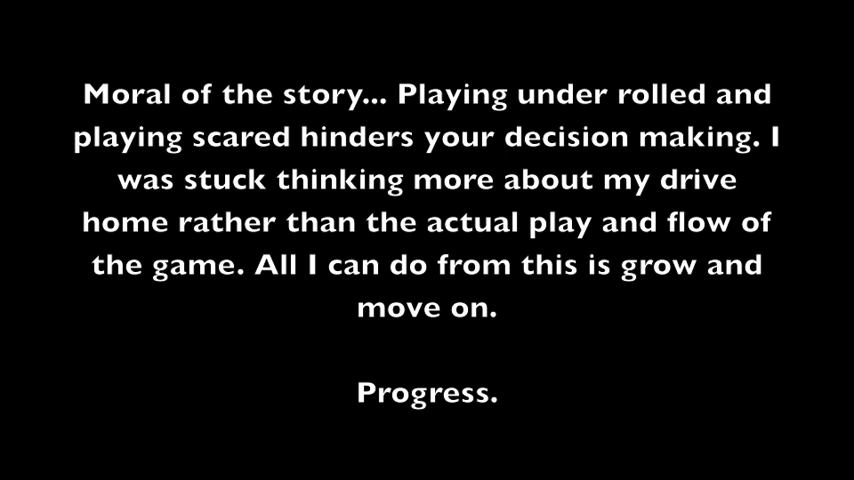 Moral of the story... Playing under rolled and
playing scared hinders your decision making. I
was stuck thinking more about my drive
home rather than the actual play and flow of
the game. All I can do from this is grow and
move on.
Progress.